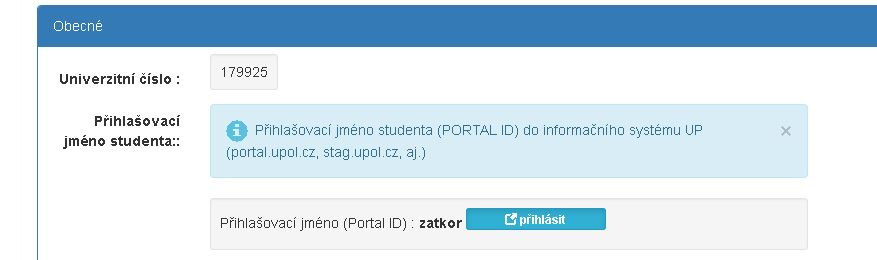 Obecné
Univerzitní číslo :
179925
Přihlašovací
jméno studenta::
Přihlašovací jméno studenta (PORTAL ID) do informačního systému UP
(portal.upol.cz, stag.upol.cz, aj.)
×
Přihlašovací jméno (Portal ID) : zatkor přihlásit